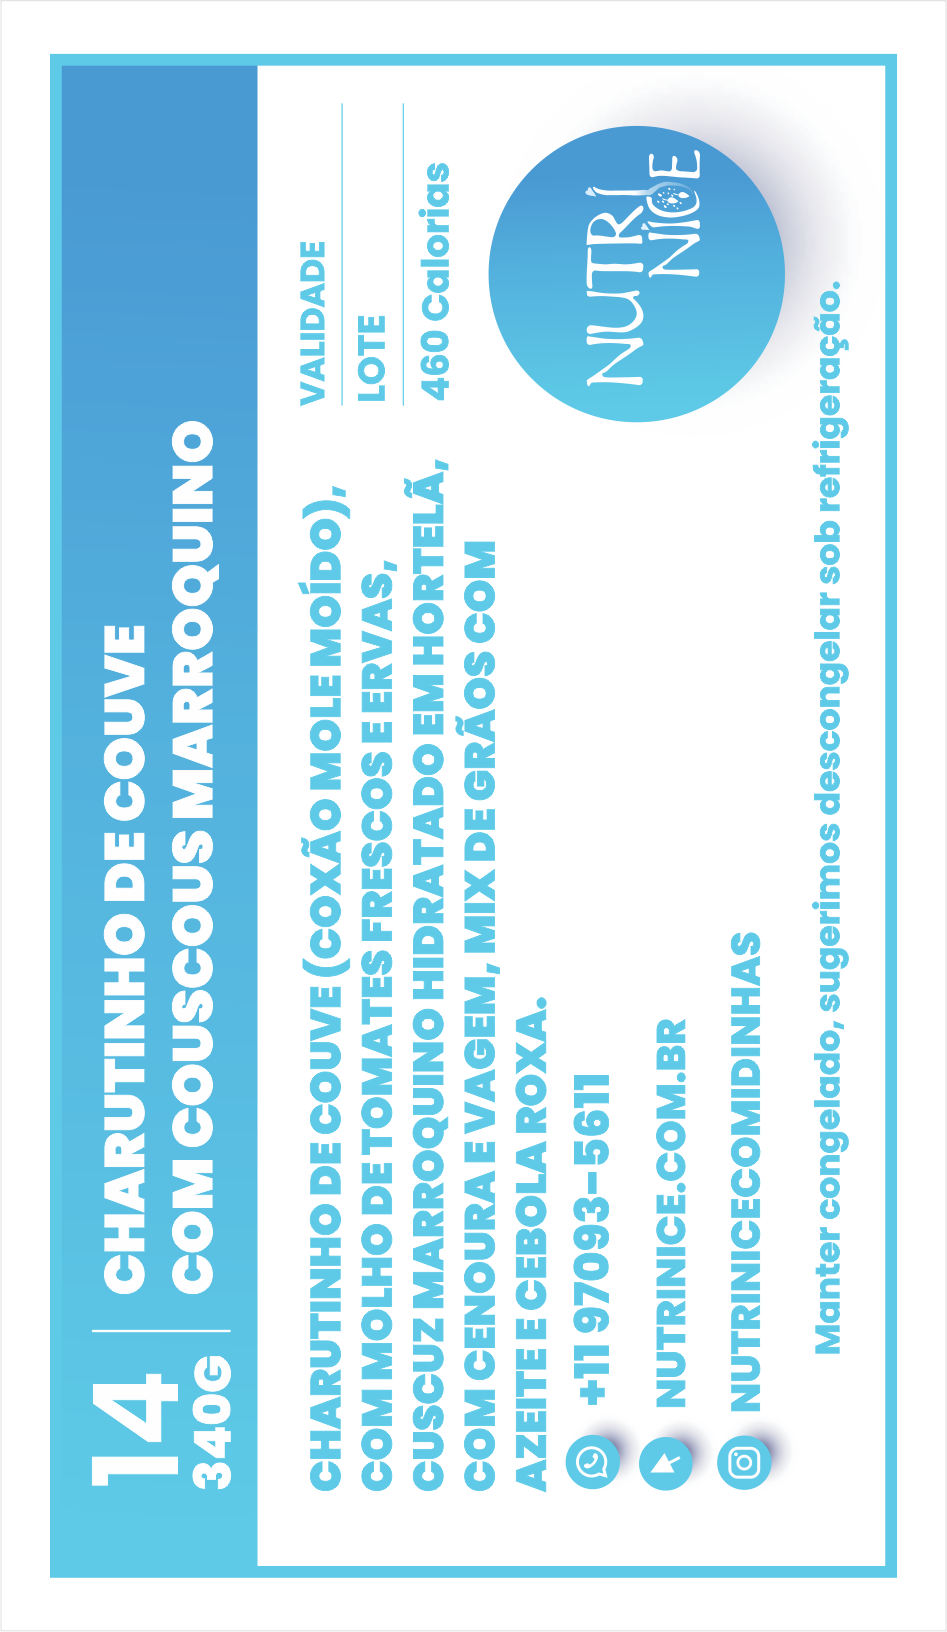 14
340G
CHARUTINHO DE COUVE
COM COUSCOUS MARROQUINO
CHARUTINHO DE COUVE (COXÃO MOLE MOÍDO),
COM MOLHO DE TOMATES FRESCOS E ERVAS,
CUSCUZ MARROQUINO HIDRATADO EM HORTELÃ,
COM CENOURA E VAGEM, MIX DE GRÃOS COM
AZEITE E CEBOLA ROXA.
VALIDADE
LOTE
460 Calorias
+11 97093-5611
NUTRINICE.COM.BR
NUTRINICECOMIDINHAS
NUTRÍ
NÍCE
Manter congelado, sugerimos descongelar sob refrigeração.